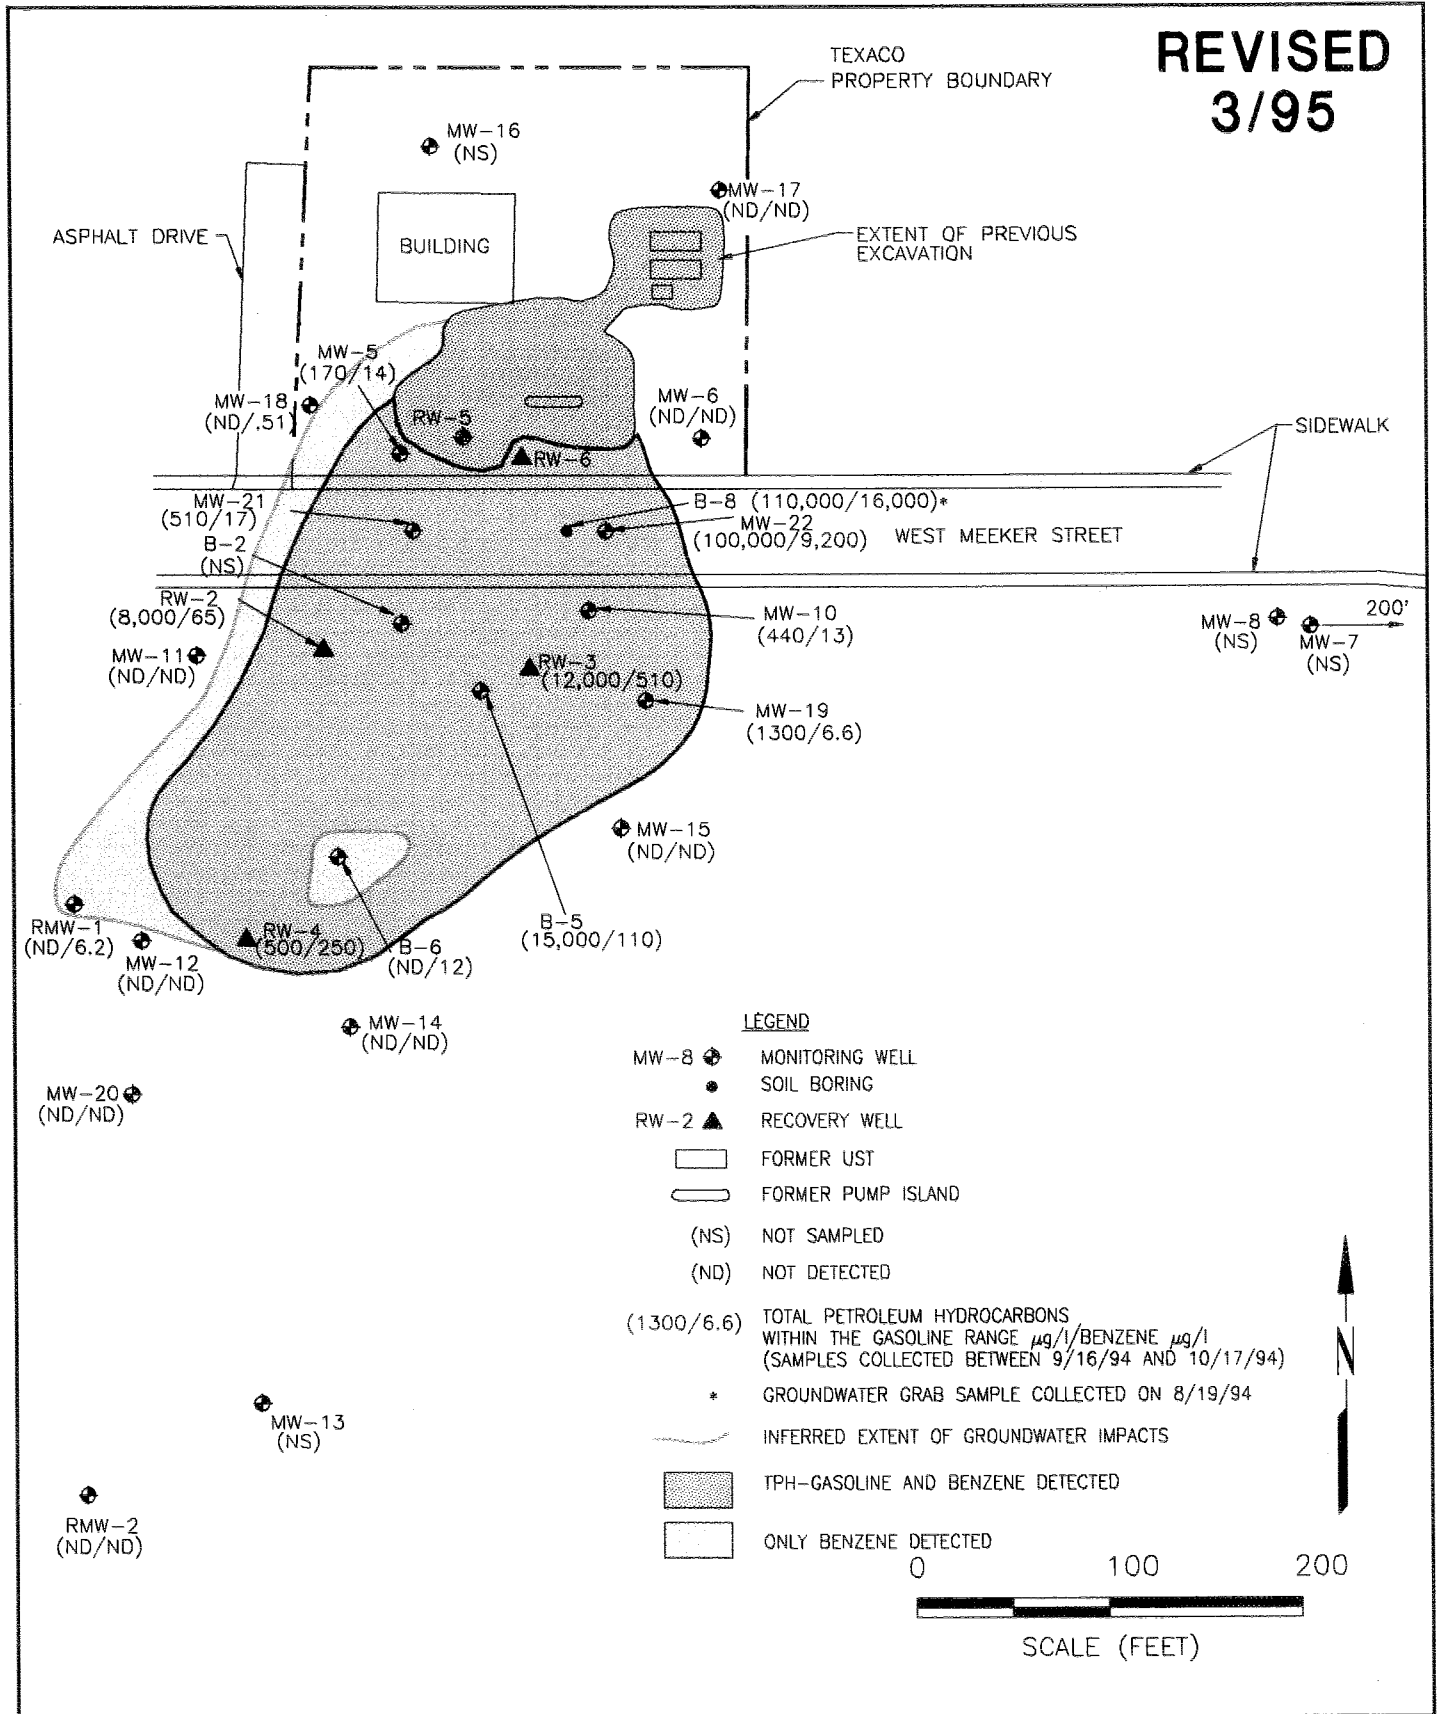 REVISED
3/95
TEXACO
PROPERTY BOUNDARY
MW-16
(NS)
MW-17
(ND/ND)
ASPHALT DRIVE
BUILDING
EXTENT OF PREVIOUS
EXCAVATION
MW-5
(170/14)
MW-18
(ND/.51)
MW-6
(ND/ND)
RW-5
RW-6
SIDEWALK
MW-21
(510/17)
B-8 (110,000/16,000)*
MW-22
(100,000/9,200)
WEST MEEKER STREET
B-2
(NS)
RW-2
(8,000/65)
MW-10
(440/13)
MW-8
(NS)
200'
MW-7
(NS)
MW-11
(ND/ND)
RW-3
(12,000/510)
MW-19
(1300/6.6)
MW-15
(ND/ND)
B-5
(15,000/110)
RMW-1
(ND/6.2)
MW-12
(ND/ND)
RW-4
(500/250)
B-6
(ND/12)
MW-14
(ND/ND)
MW-20
(ND/ND)
MW-13
(NS)
RMW-2
(ND/ND)
LEGEND
MW-8 MONITORING WELL
SOIL BORING
RW-2 RECOVERY WELL
FORMER UST
FORMER PUMP ISLAND
(NS) NOT SAMPLED
(ND) NOT DETECTED
(1300/6.6) TOTAL PETROLEUM HYDROCARBONS
WITHIN THE GASOLINE RANGE µg/l/BENZENE µg/l
(SAMPLES COLLECTED BETWEEN 9/16/94 AND 10/17/94)
* GROUNDWATER GRAB SAMPLE COLLECTED ON 8/19/94
INFERRED EXTENT OF GROUNDWATER IMPACTS
TPH-GASOLINE AND BENZENE DETECTED
ONLY BENZENE DETECTED
N
0 100 200
SCALE (FEET)